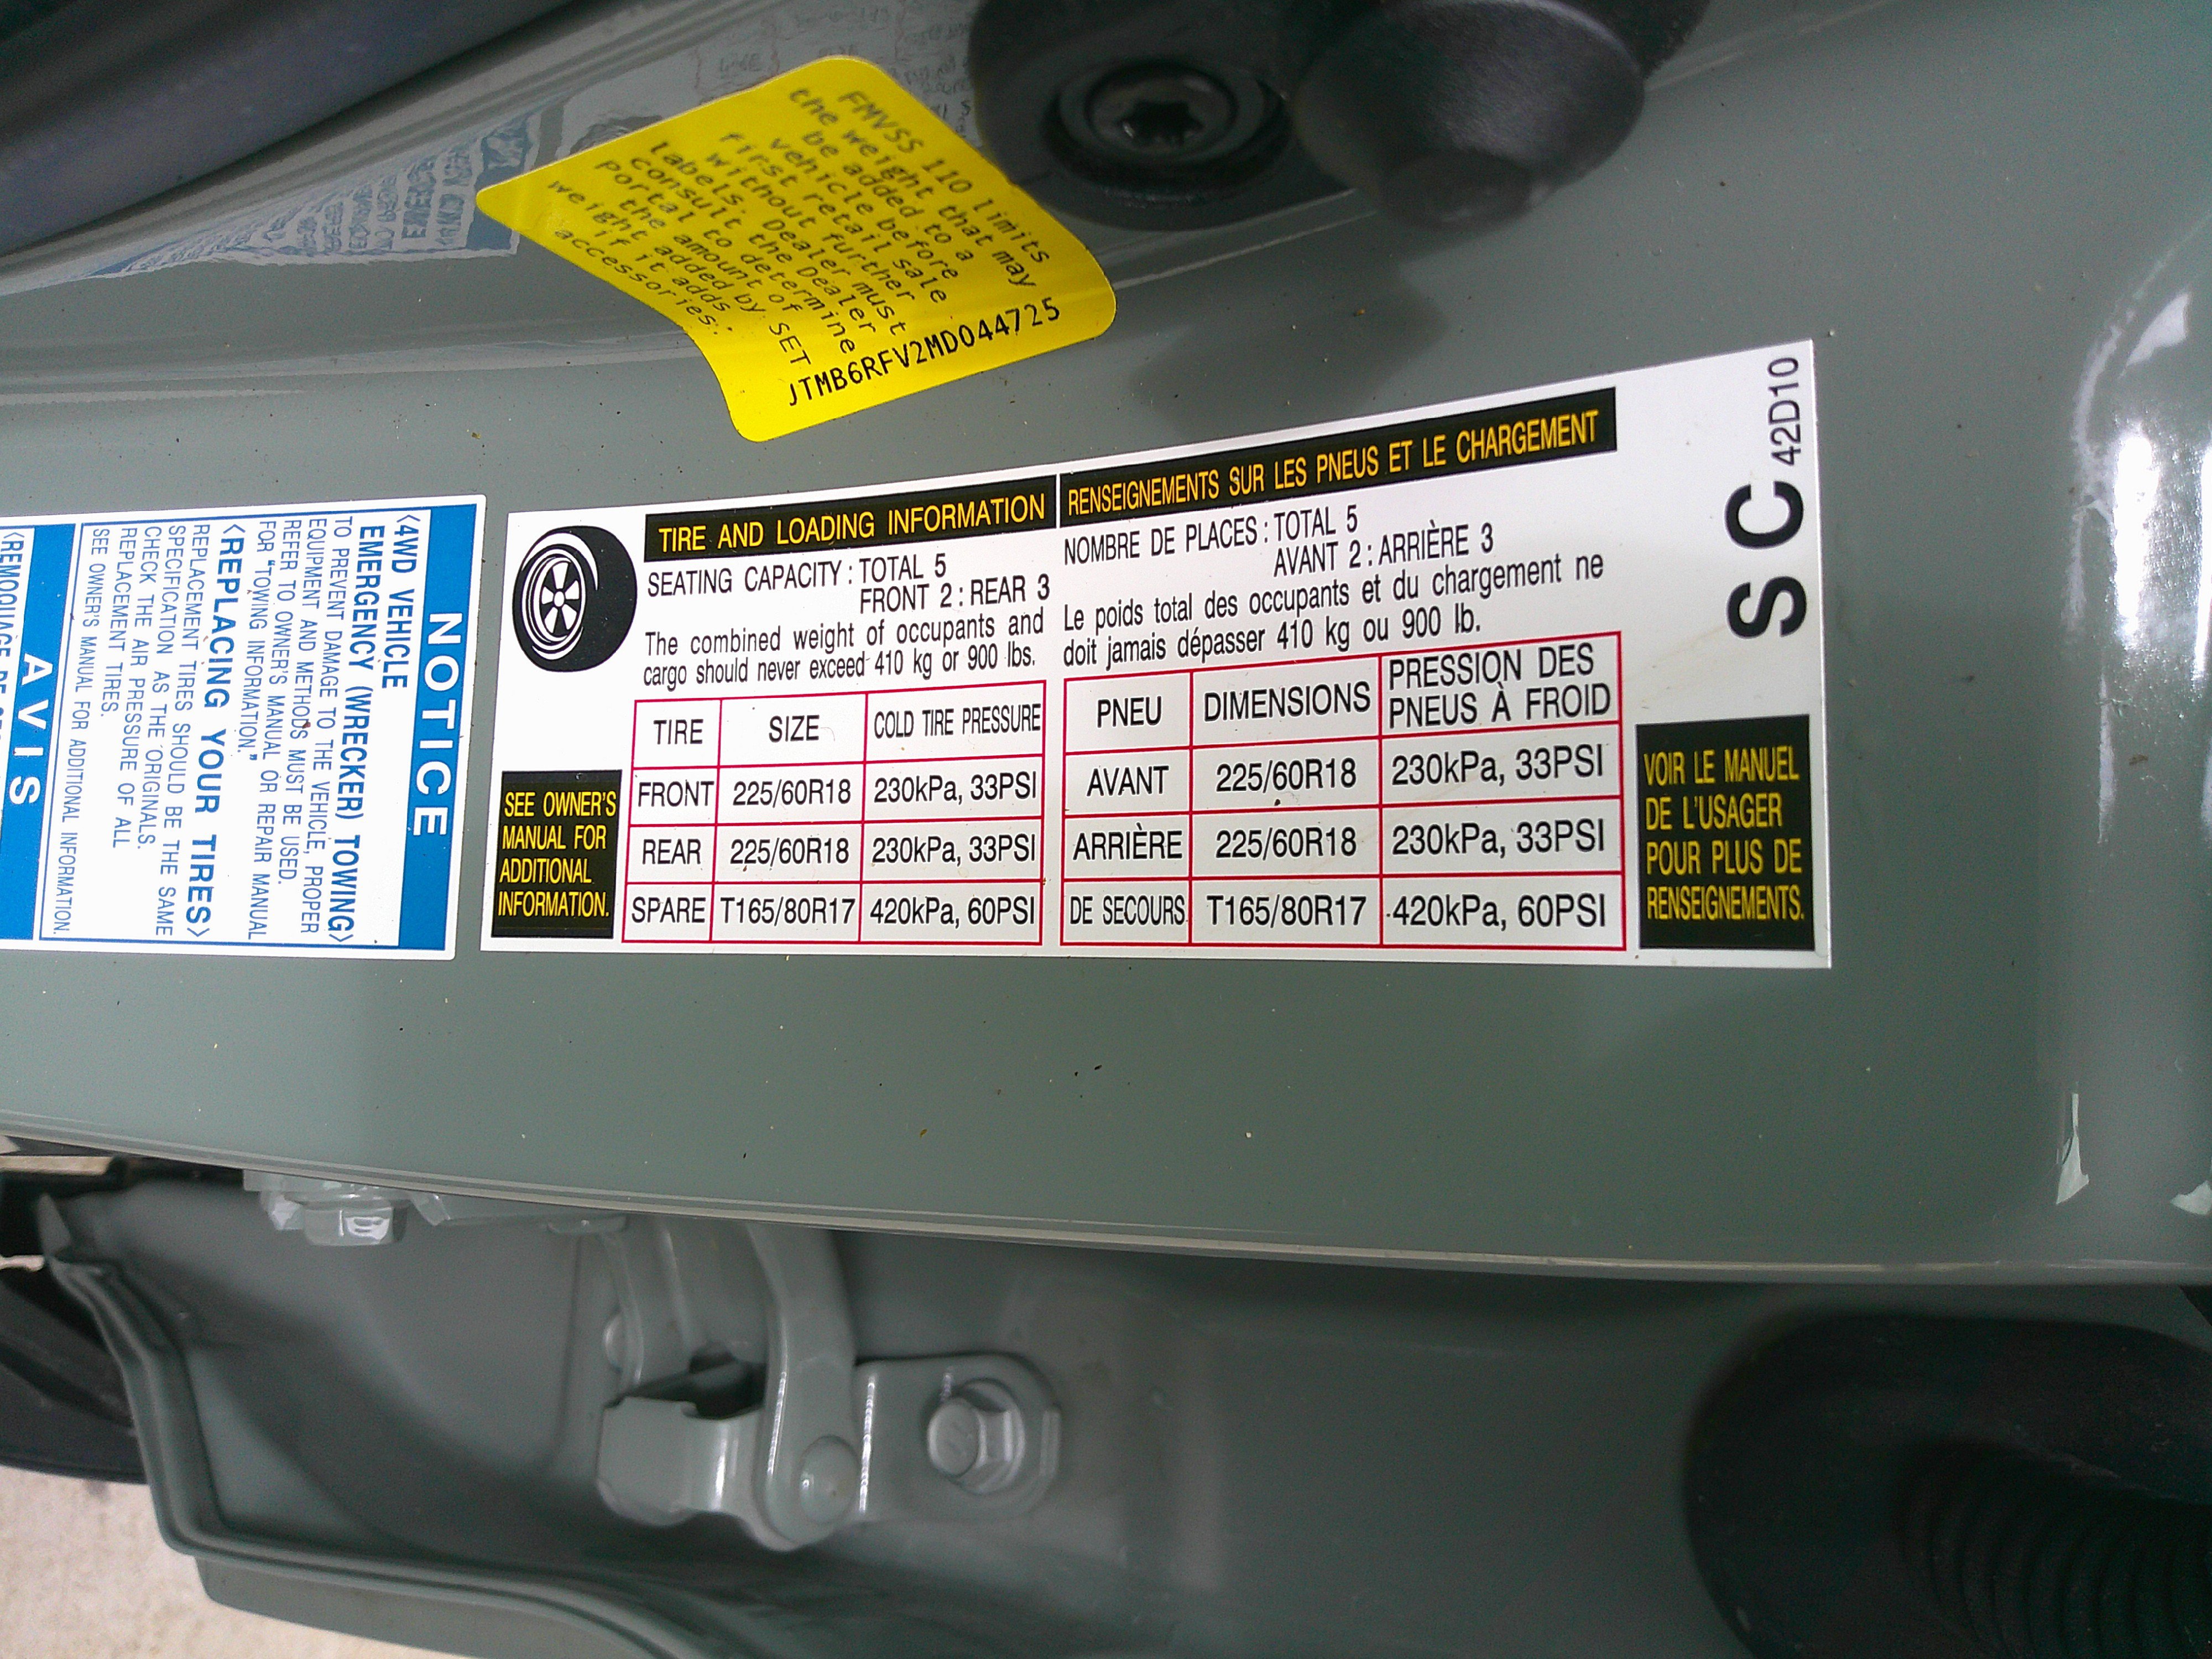 FMVSS 110 limits
the weight that may
be added to a
vehicle before
first retail sale
without further
labels. Dealer must
consult the Dealer
Portal to determine
the amount of
weight added by SET
if it adds
accessories.
JTMB6RFV2MD044725
TIRE AND LOADING INFORMATION
SEATING CAPACITY : TOTAL 5
FRONT 2 : REAR 3
The combined weight of occupants and
cargo should never exceed 410 kg or 900 lbs.
TIRE SIZE COLD TIRE PRESSURE
FRONT 225/60R18 230kPa, 33PSI
REAR 225/60R18 230kPa, 33PSI
SPARE T165/80R17 420kPa, 60PSI
SEE OWNER'S
MANUAL FOR
ADDITIONAL
INFORMATION.
RENSEIGNEMENTS SUR LES PNEUS ET LE CHARGEMENT
NOMBRE DE PLACES : TOTAL 5
AVANT 2 : ARRIÈRE 3
Le poids total des occupants et du chargement ne
doit jamais dépasser 410 kg ou 900 lb.
PNEU DIMENSIONS PRESSION DES
PNEUS À FROID
AVANT 225/60R18 230kPa, 33PSI
ARRIÈRE 225/60R18 230kPa, 33PSI
DE SECOURS T165/80R17 420kPa, 60PSI
VOIR LE MANUEL
DE L'USAGER
POUR PLUS DE
RENSEIGNEMENTS.
SC 42D10
NOTICE
<4WD VEHICLE
EMERGENCY (WRECKER) TOWING>
TO PREVENT DAMAGE TO THE VEHICLE, PROPER
EQUIPMENT AND METHODS MUST BE USED.
REFER TO OWNER'S MANUAL OR REPAIR MANUAL
FOR "TOWING INFORMATION."
<REPLACING YOUR TIRES>
REPLACEMENT TIRES SHOULD BE THE SAME
SPECIFICATION AS THE ORIGINALS.
CHECK THE AIR PRESSURE OF ALL
REPLACEMENT TIRES.
SEE OWNER'S MANUAL FOR ADDITIONAL INFORMATION.
AVIS